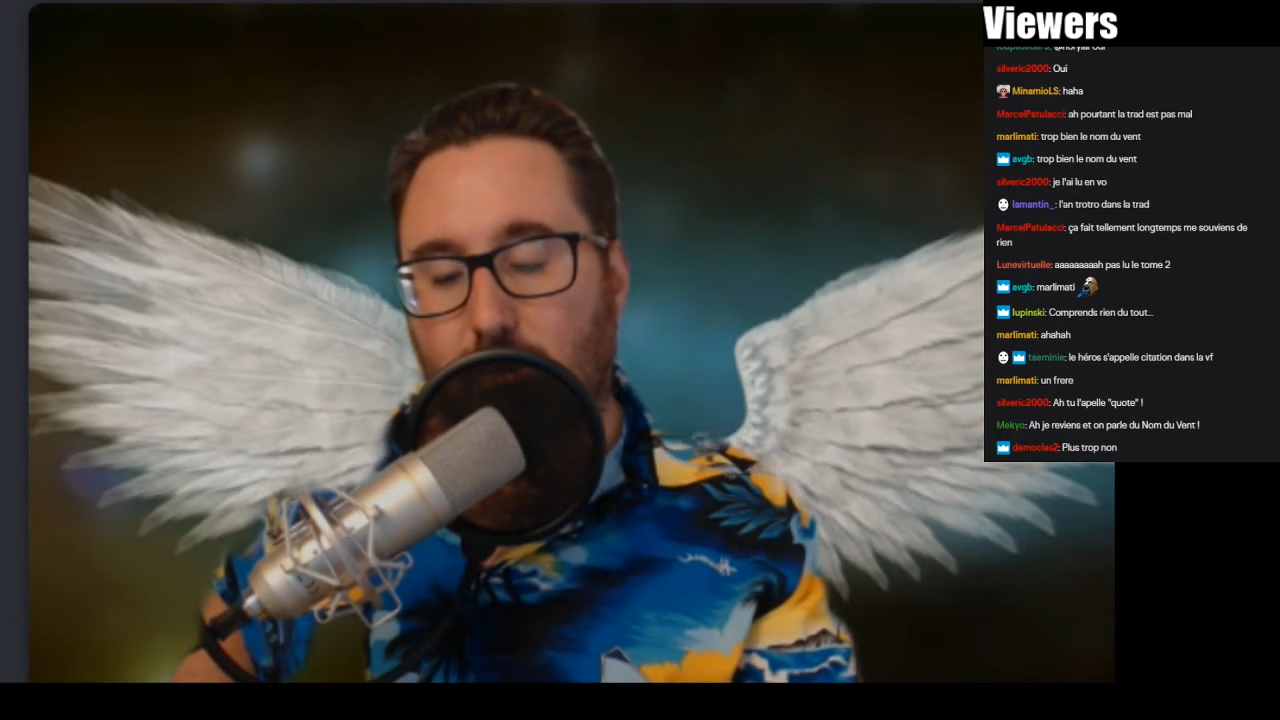 Viewers
silveric2000: Oui
MinamioLS: haha
MarcelPatulacci: ah pourtant la trad est pas mal
marlimati: trop bien le nom du vent
avgb: trop bien le nom du vent
silveric2000: je l'ai lu en vo
lamantin_: l'an trotro dans la trad
MarcelPatulacci: ça fait tellement longtemps me souviens de
rien
Lunevirtuelle: aaaaaaaaah pas lu le tome 2
avgb: marlimati
lupinski: Comprends rien du tout...
marlimati: ahahah
taeminie: le héros s'appelle citation dans la vf
marlimati: un frere
silveric2000: Ah tu l'apelle "quote" !
Mekyo: Ah je reviens et on parle du Nom du Vent !
democlas2: Plus trop non